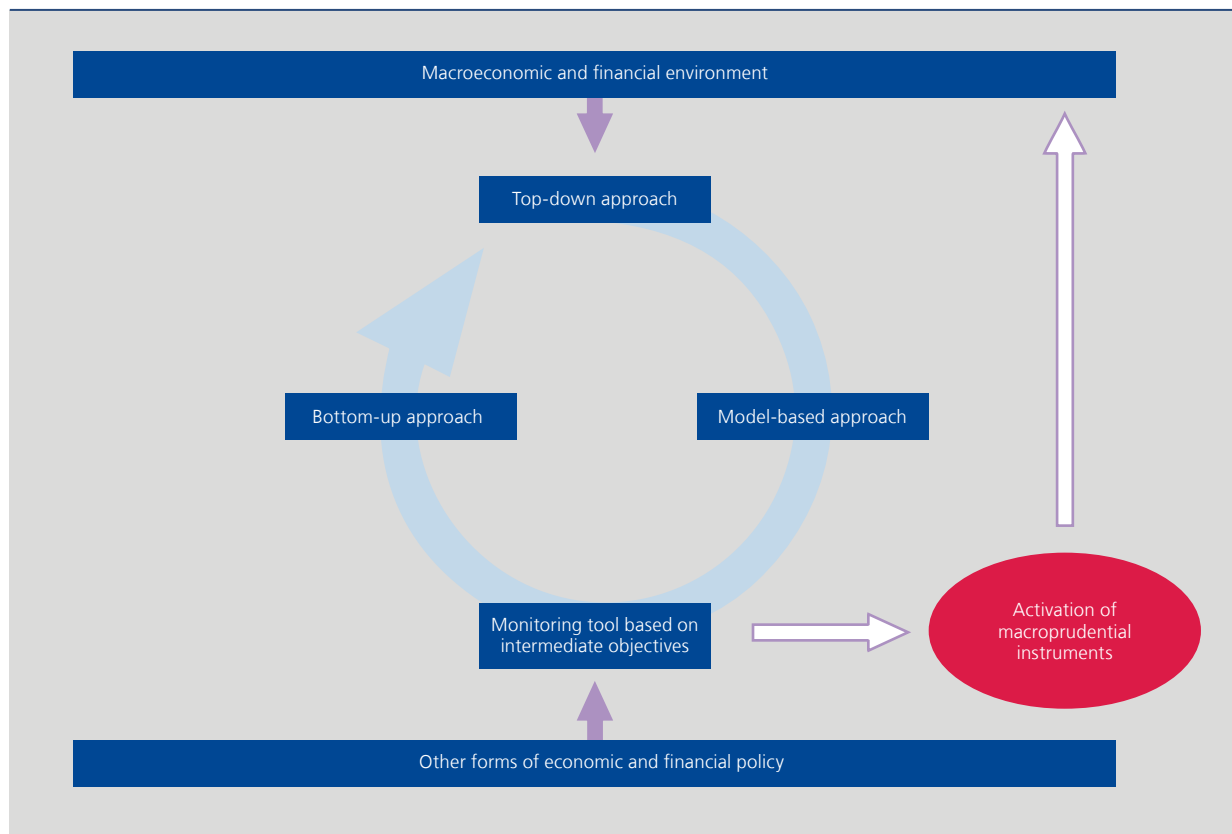 Macroeconomic and financial environment
Top-down approach
Bottom-up approach
Model-based approach
Monitoring tool based on
intermediate objectives
Activation of
macroprudential
instruments
Other forms of economic and financial policy